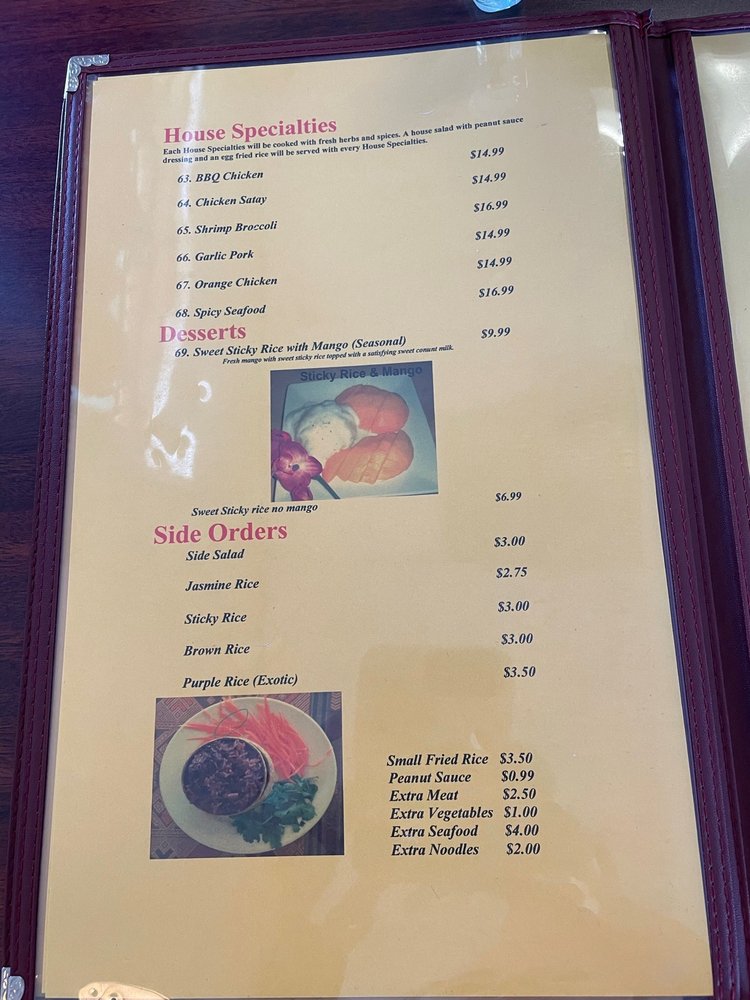 House Specialties
Each House Specialties will be cooked with fresh herbs and spices. A house salad with peanut sauce
dressing and an egg fried rice will be served with every House Specialties.
63. BBQ Chicken $14.99
64. Chicken Satay $14.99
65. Shrimp Broccoli $16.99
66. Garlic Pork $14.99
67. Orange Chicken $14.99
68. Spicy Seafood $16.99
Desserts
69. Sweet Sticky Rice with Mango (Seasonal) $9.99
Fresh mango with sweet sticky rice topped with a satisfying sweet conunt milk.
Sticky Rice & Mango
Sweet Sticky rice no mango $6.99
Side Orders
Side Salad $3.00
Jasmine Rice $2.75
Sticky Rice $3.00
Brown Rice $3.00
Purple Rice (Exotic) $3.50
Small Fried Rice $3.50
Peanut Sauce $0.99
Extra Meat $2.50
Extra Vegetables $1.00
Extra Seafood $4.00
Extra Noodles $2.00